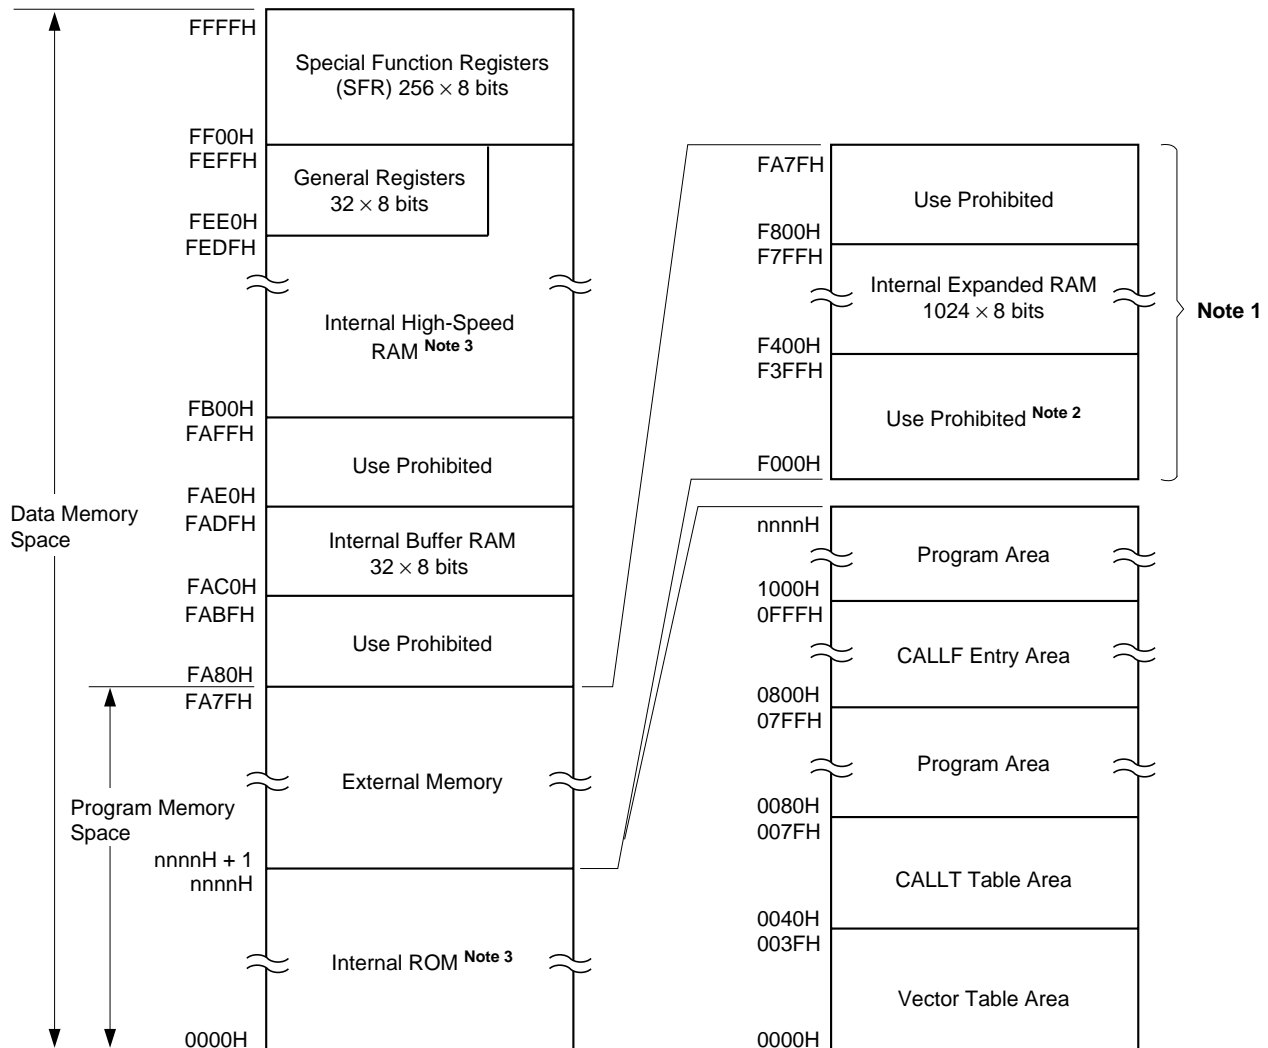 FFFFH
Special Function Registers
(SFR) 256 × 8 bits
FF00H
FEFFH
General Registers
32 × 8 bits
FEE0H
FEDFH
Internal High-Speed
RAM Note 3
FB00H
FAFFH
Use Prohibited
FAE0H
FADFH
Data Memory
Space
Internal Buffer RAM
32 × 8 bits
FAC0H
FABFH
Use Prohibited
FA80H
FA7FH
External Memory
Program Memory
Space
nnnnH + 1
nnnnH
Internal ROM Note 3
0000H
FA7FH
Use Prohibited
F800H
F7FFH
Internal Expanded RAM
1024 × 8 bits
Note 1
F400H
F3FFH
Use Prohibited Note 2
F000H
nnnnH
Program Area
1000H
0FFFH
CALLF Entry Area
0800H
07FFH
Program Area
0080H
007FH
CALLT Table Area
0040H
003FH
Vector Table Area
0000H